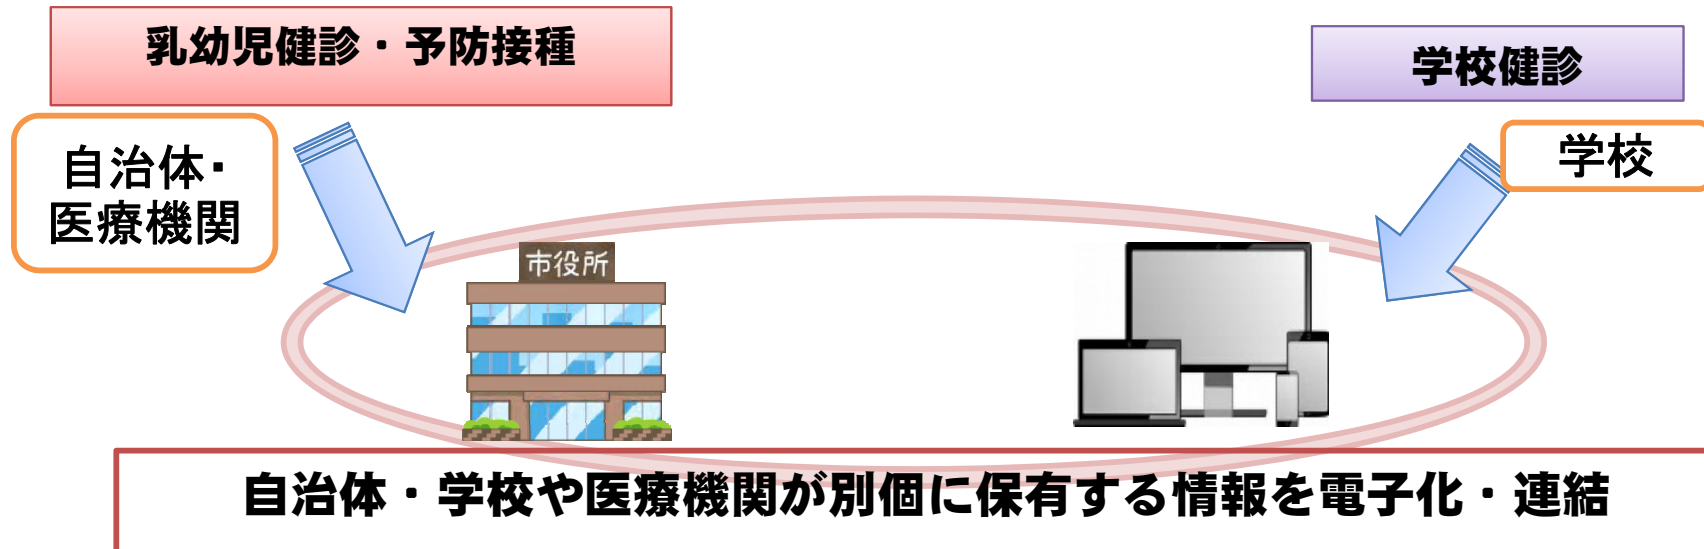 乳幼児健診・予防接種
学校健診
自治体・
医療機関
学校
市役所
自治体・学校や医療機関が別個に保有する情報を電子化・連結